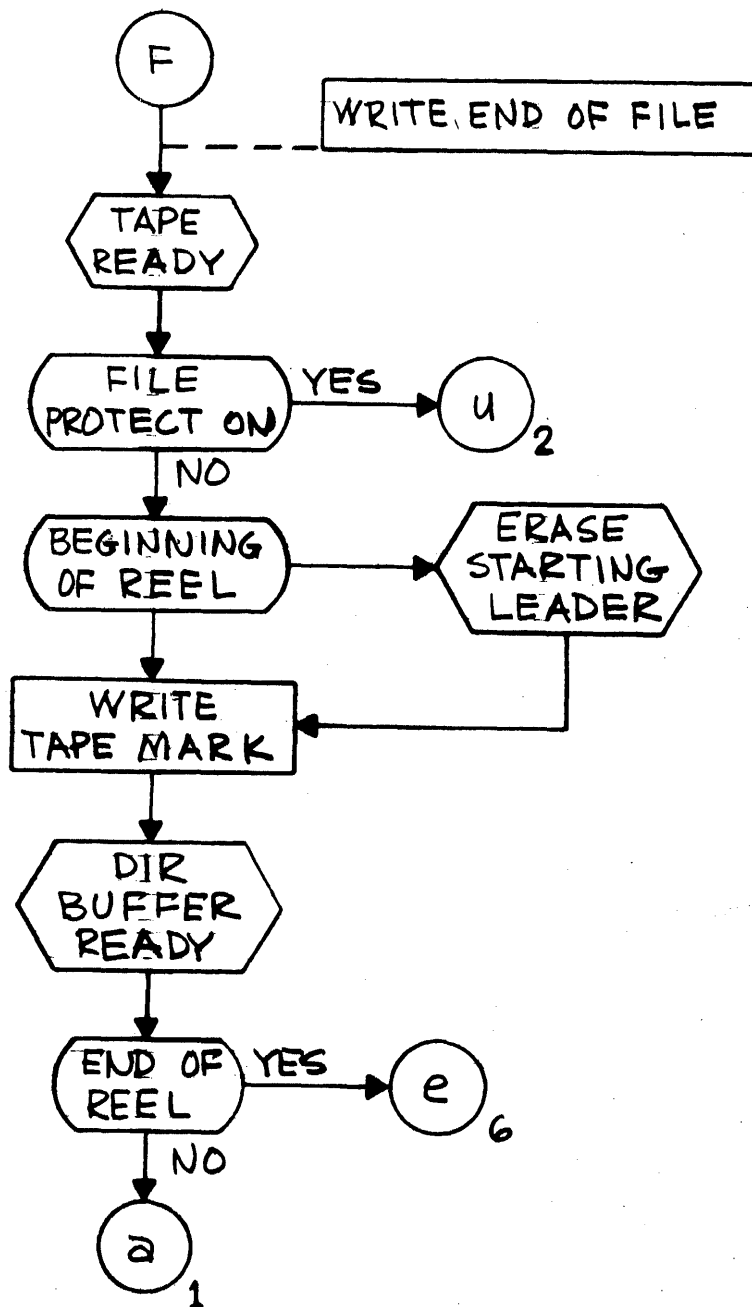 F
WRITE END OF FILE
TAPE
READY
FILE
PROTECT ON
YES
u
2
NO
BEGINNING
OF REEL
ERASE
STARTING
LEADER
WRITE
TAPE MARK
DIR
BUFFER
READY
END OF
REEL
YES
e
6
NO
a
1